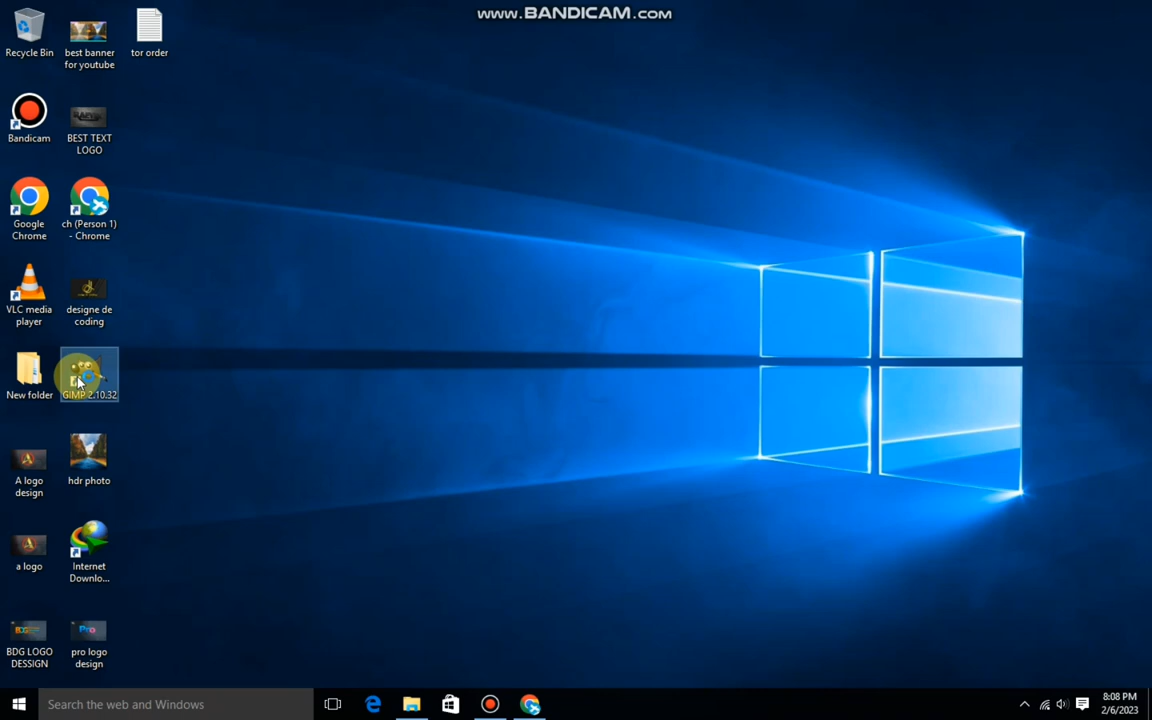 www.BANDICAM.com
Recycle Bin
best banner
for youtube
tor order
Bandicam
BEST TEXT
LOGO
Google
Chrome
ch (Person 1)
- Chrome
VLC media
player
designe de
coding
New folder
GIMP 2.10.32
A logo
design
hdr photo
a logo
Internet
Downlo...
BDG LOGO
DESSIGN
pro logo
design
Search the web and Windows
8:08 PM
2/6/2023